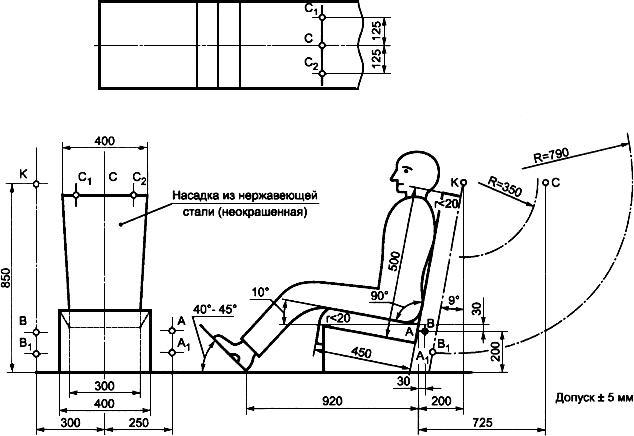 C₁
C
C₂
125
125
400
K
C₁
C
C₂
Насадка из нержавеющей
стали (неокрашенная)
850
B
B₁
A
A₁
300
400
300
250
K
r<20
R=350
R=790
C
500
10°
40°- 45°
90°
r<20
9°
30
A
B
A₁
B₁
200
450
30
920
200
725
Допуск ± 5 мм